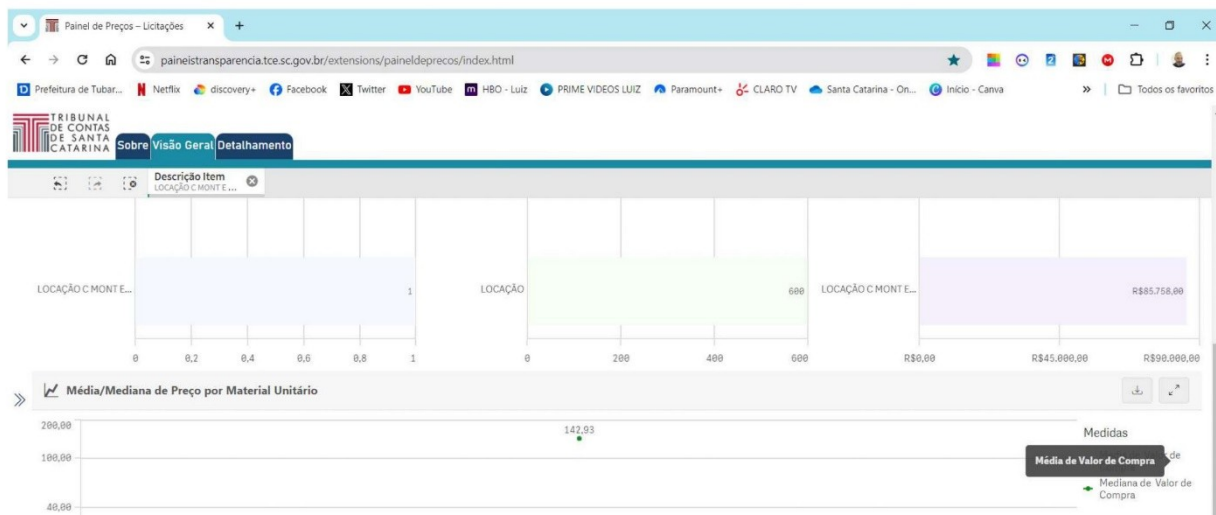 Painel de Preços – Licitações
paineistransparencia.tce.sc.gov.br/extensions/paineldeprecos/index.html
Prefeitura de Tubar... Netflix discovery+ Facebook Twitter YouTube HBO - Luiz PRIME VIDEOS LUIZ Paramount+ CLARO TV Santa Catarina - On... Início - Canva » Todos os favoritos
TRIBUNAL
DE CONTAS
DE SANTA
CATARINA
Sobre Visão Geral Detalhamento
Descrição Item
LOCAÇÃO C MONT E ...
LOCAÇÃO C MONT E... 1 LOCAÇÃO 600 LOCAÇÃO C MONT E... R$85.758,00
0 0,2 0,4 0,6 0,8 1 0 200 400 600 R$0,00 R$45.000,00 R$90.000,00
Média/Mediana de Preço por Material Unitário
200,00 142,93 Medidas
100,00 Média de Valor de Compra de
Mediana de Valor de
Compra
40,00